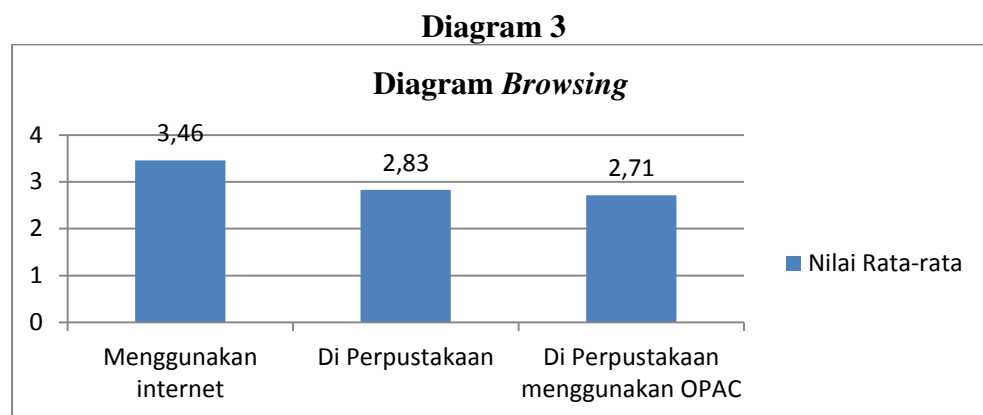 Diagram 3
Diagram Browsing
4
3
2
1
0
3,46
2,83
2,71
Menggunakan
internet
Di Perpustakaan
Di Perpustakaan
menggunakan OPAC
Nilai Rata-rata